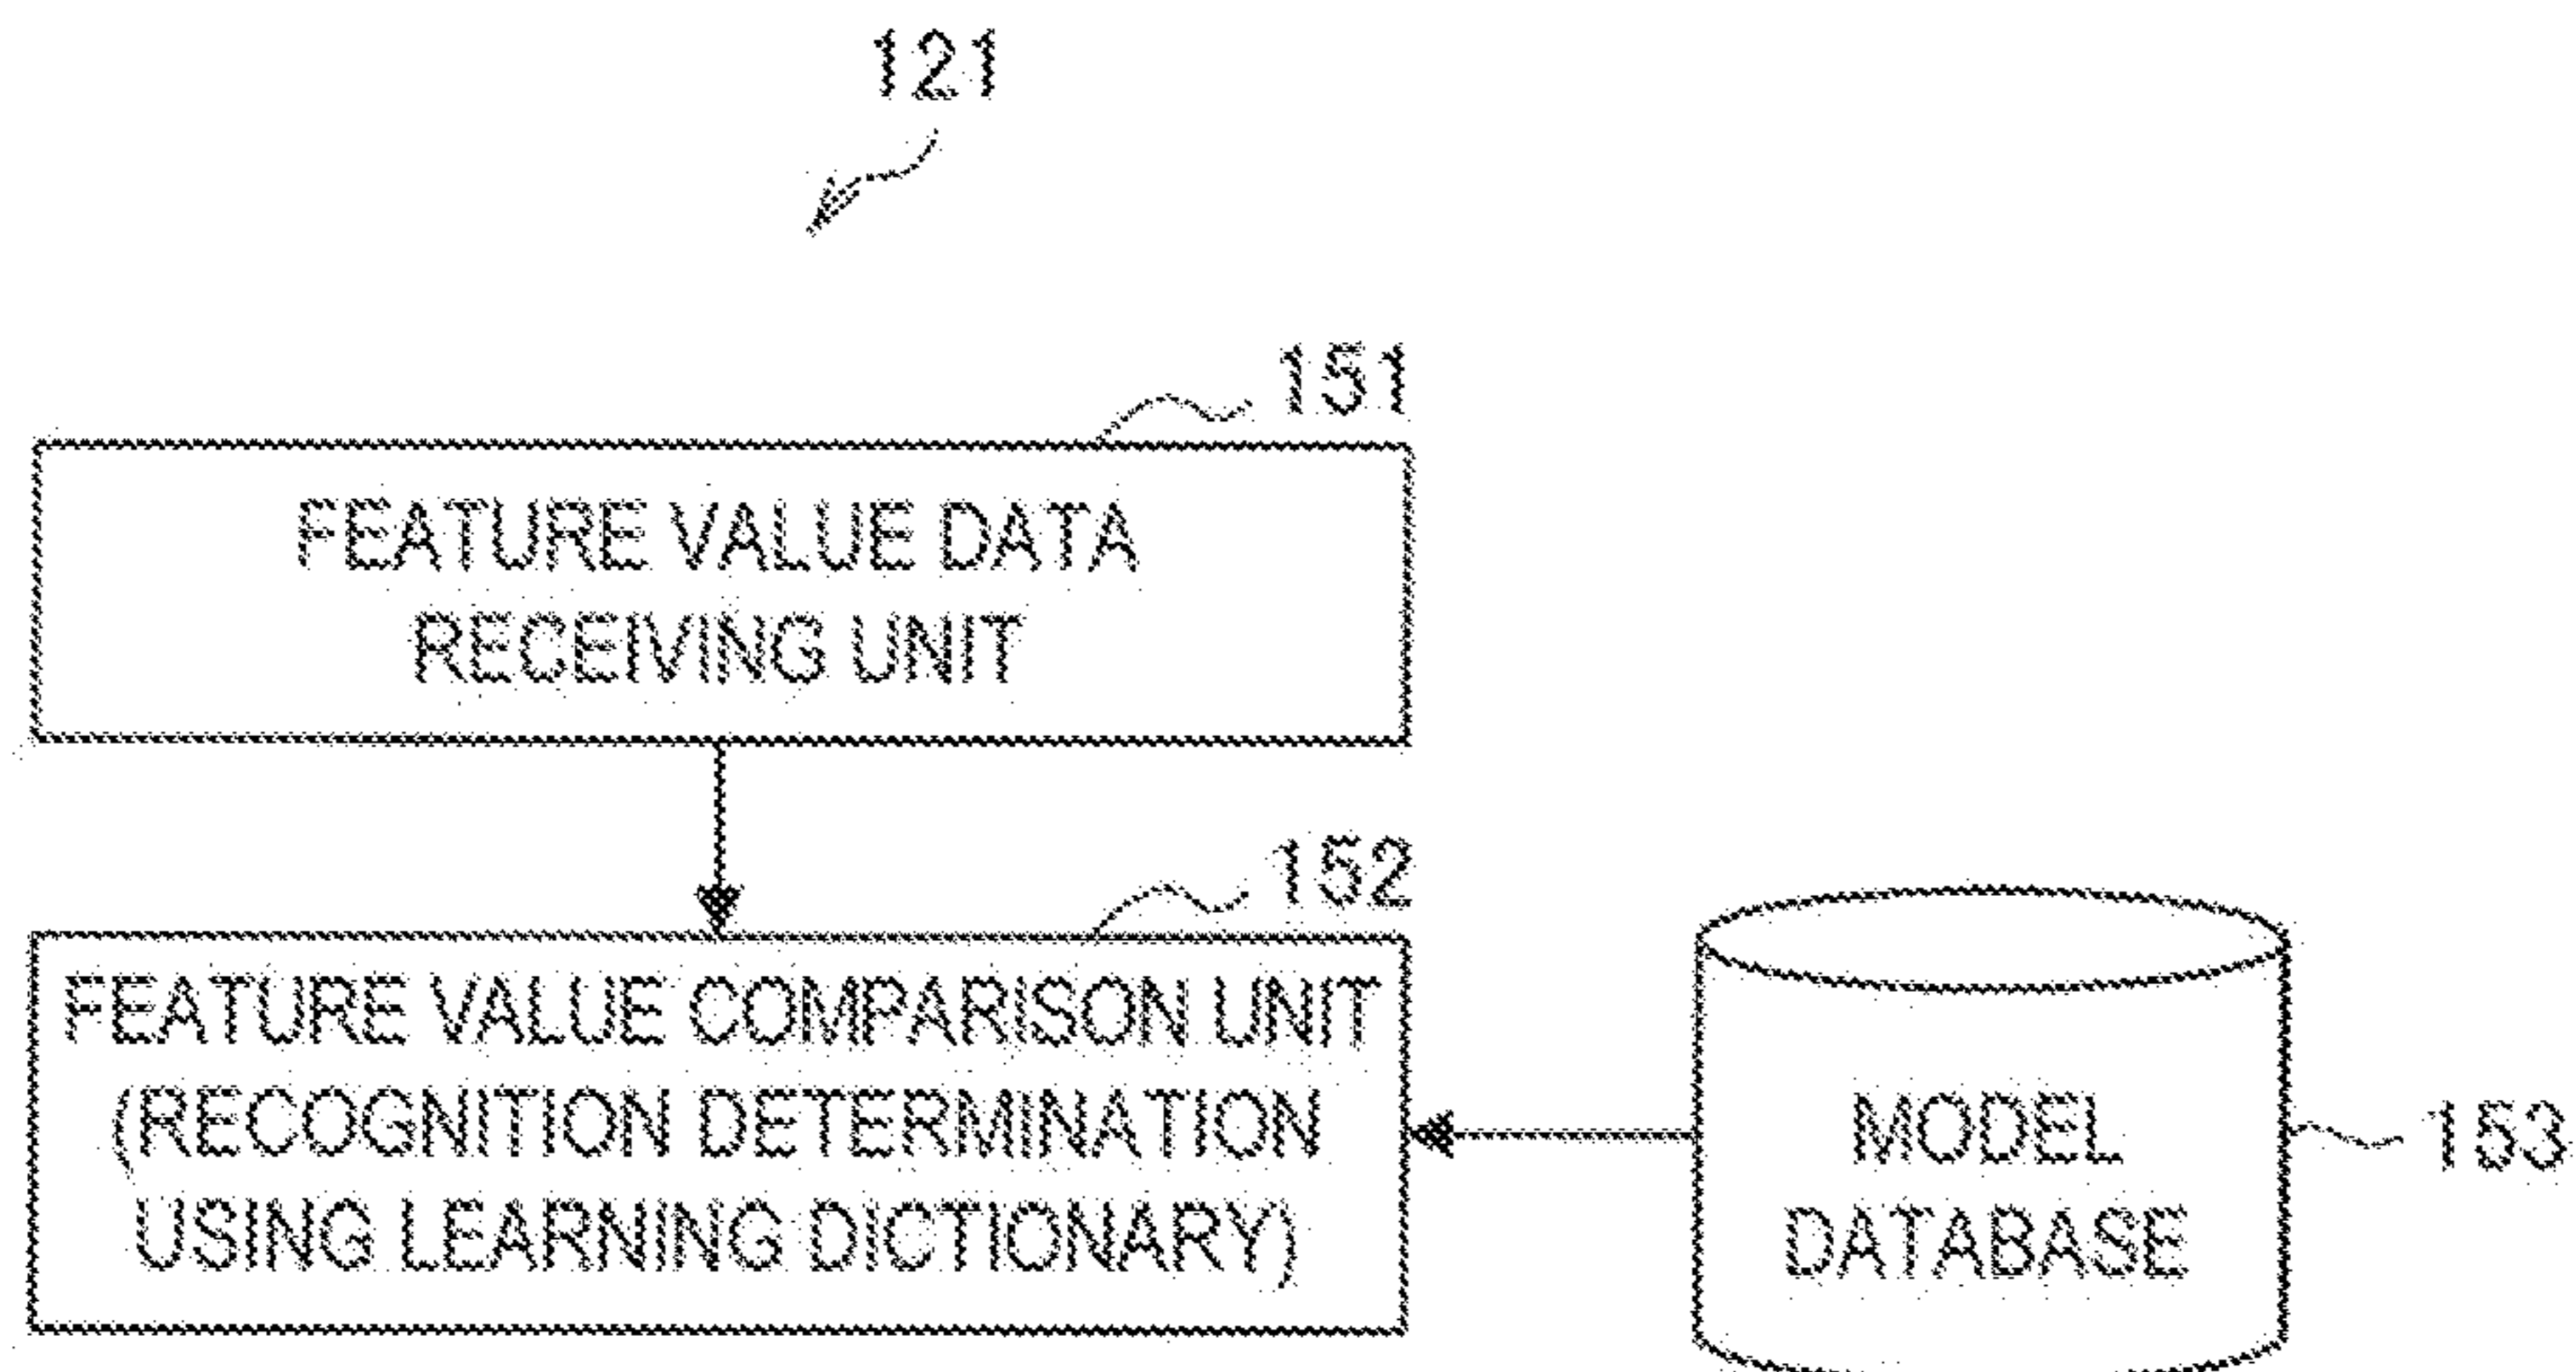 121
151
FEATURE VALUE DATA
RECEIVING UNIT
152
FEATURE VALUE COMPARISON UNIT
(RECOGNITION DETERMINATION
USING LEARNING DICTIONARY)
MODEL
DATABASE
153